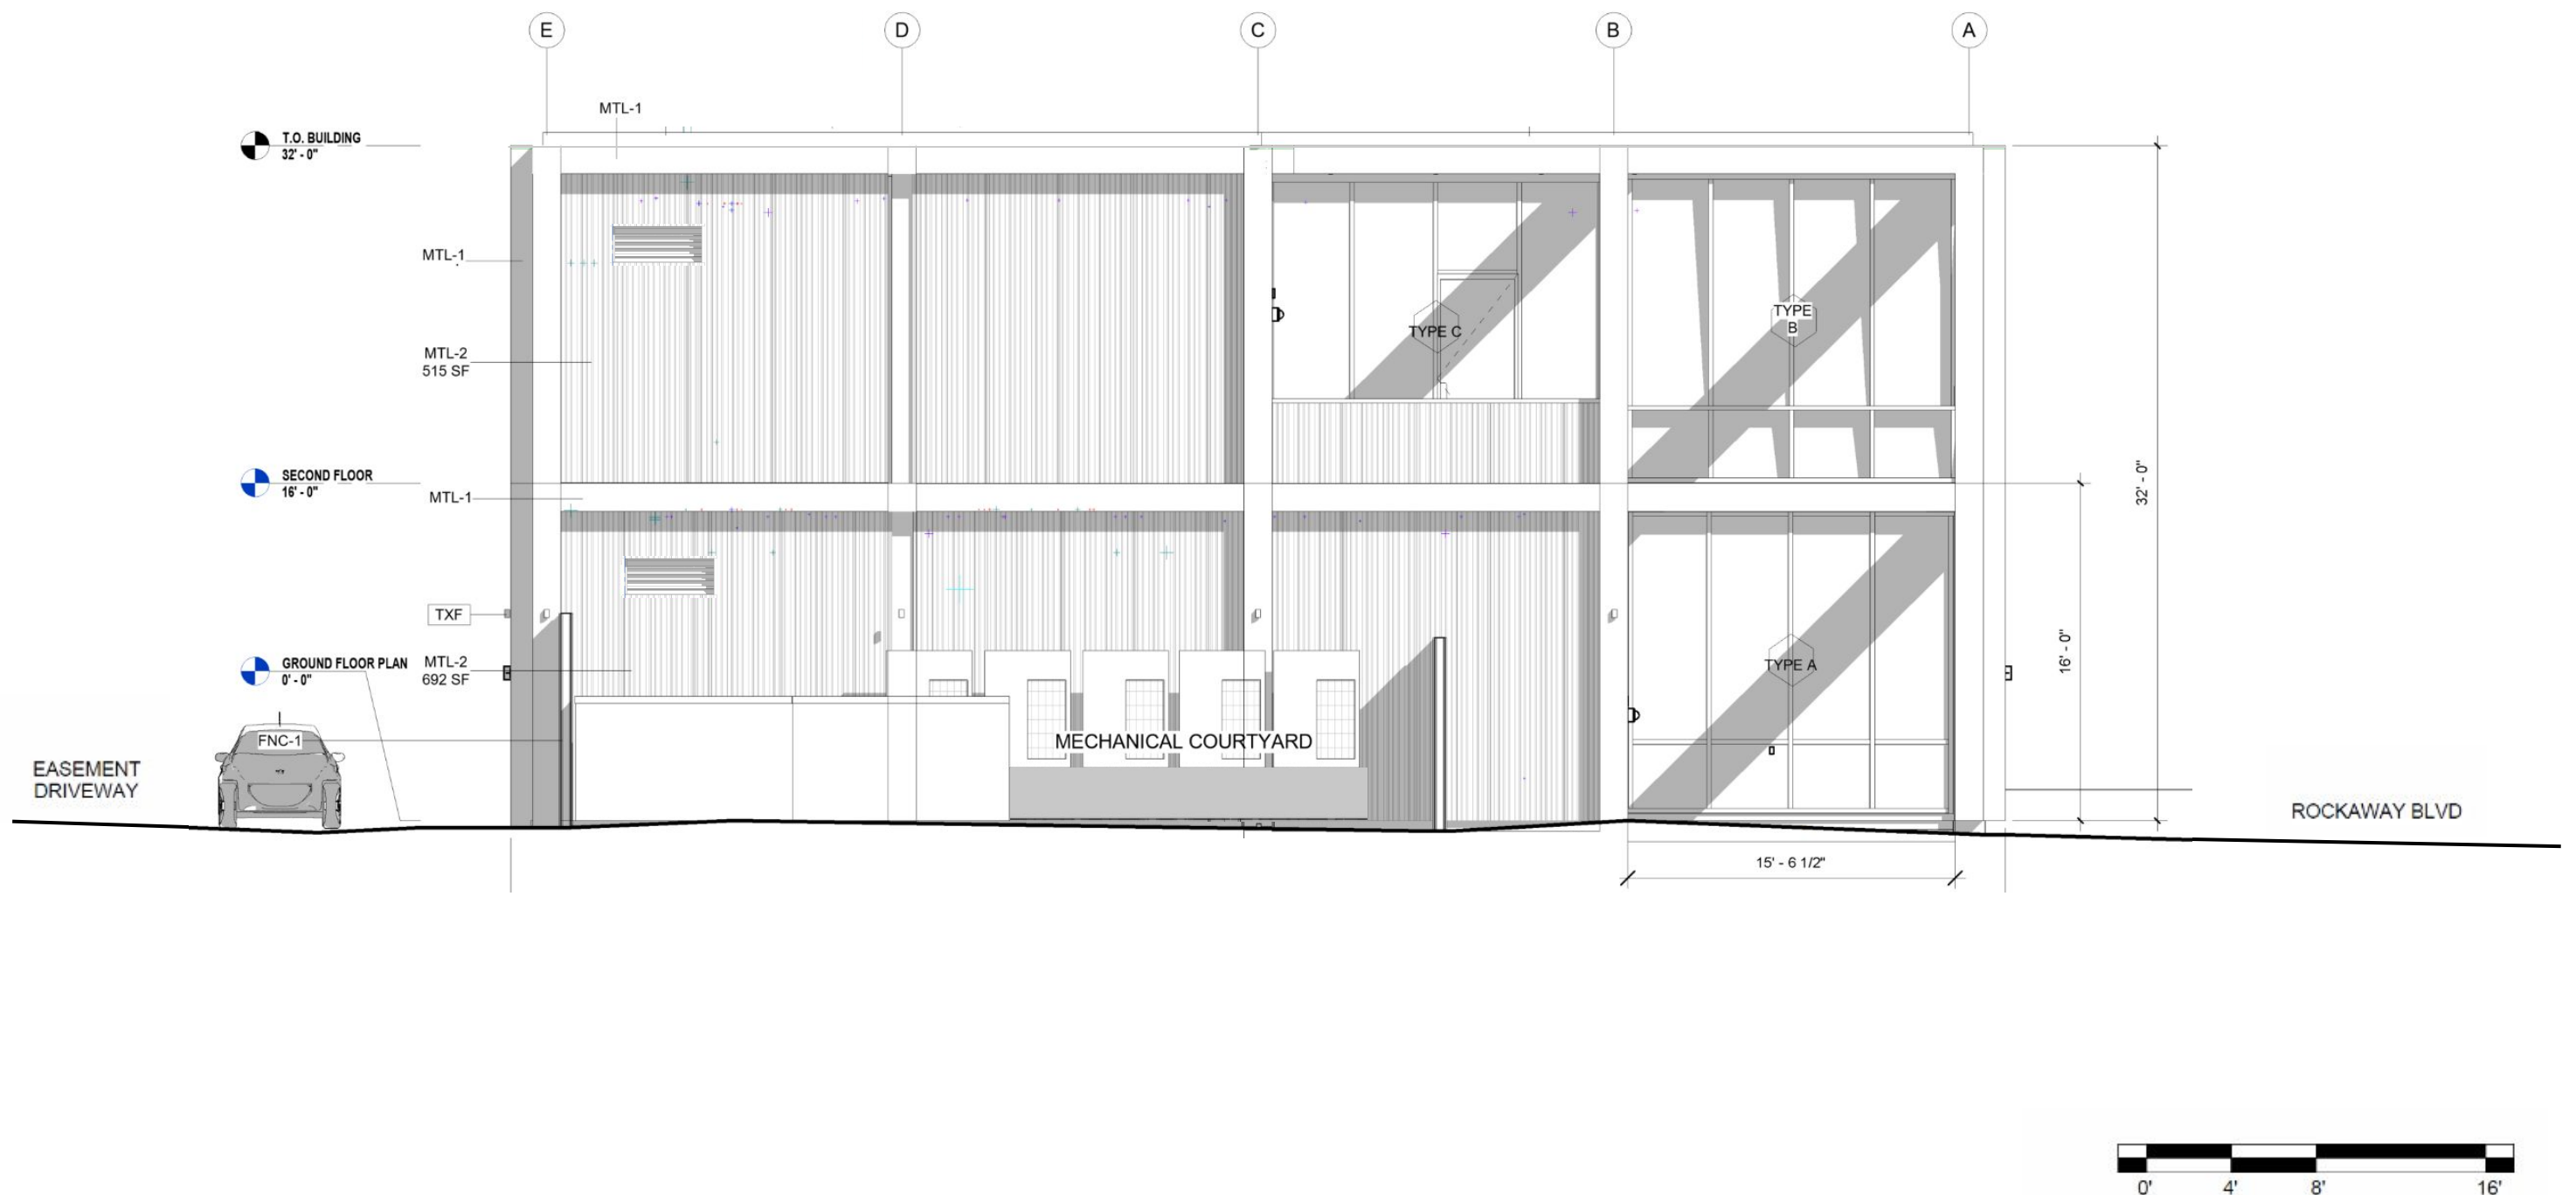 E
D
C
B
A
MTL-1
T.O. BUILDING
32' - 0"
MTL-1
MTL-2
515 SF
TYPE C
TYPE
B
SECOND FLOOR
16' - 0"
MTL-1
32' - 0"
TXF
16' - 0"
GROUND FLOOR PLAN
0' - 0"
MTL-2
692 SF
TYPE A
FNC-1
MECHANICAL COURTYARD
EASEMENT
DRIVEWAY
ROCKAWAY BLVD
15' - 6 1/2"
0' 4' 8' 16'